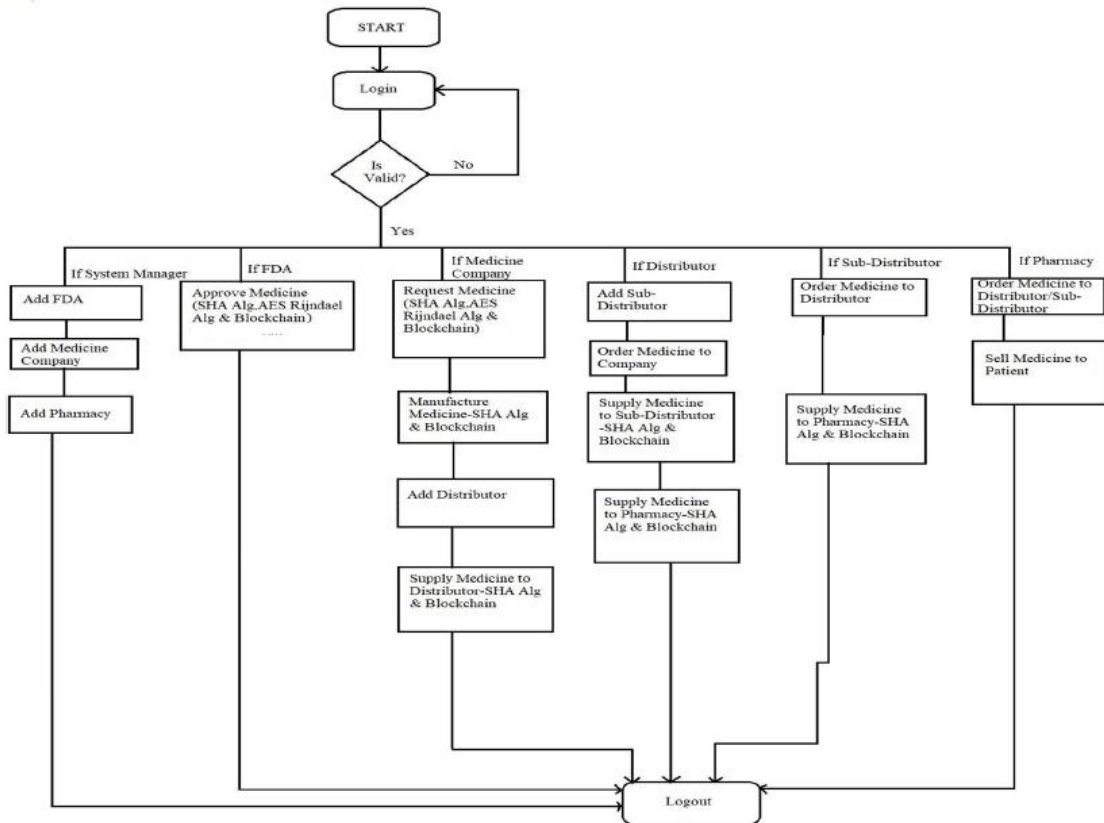 START
Login
Is
Valid?
No
Yes
If System Manager
Add FDA
Add Medicine
Company
Add Pharmacy
If FDA
Approve Medicine
(SHA Alg,AES Rijndael
Alg & Blockchain)
.....
If Medicine
Company
Request Medicine
(SHA Alg,AES
Rijndael Alg &
Blockchain)
Manufacture
Medicine-SHA Alg
& Blockchain
Add Distributor
Supply Medicine to
Distributor-SHA Alg
& Blockchain
If Distributor
Add Sub-
Distributor
Order Medicine to
Company
Supply Medicine
to Sub-Distributor
-SHA Alg &
Blockchain
Supply Medicine
to Pharmacy-SHA
Alg & Blockchain
If Sub-Distributor
Order Medicine to
Distributor
Supply Medicine
to Pharmacy-SHA
Alg & Blockchain
If Pharmacy
Order Medicine to
Distributor/Sub-
Distributor
Sell Medicine to
Patient
Logout